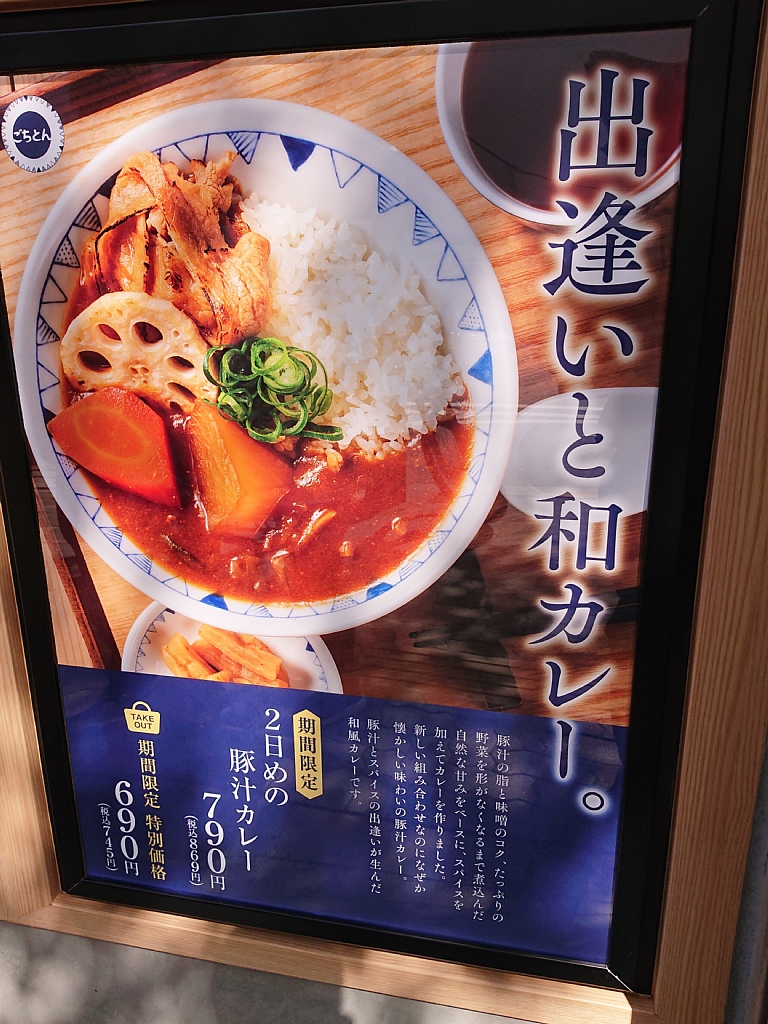 出逢いと和カレー。
ごちとん
豚汁の脂と味噌のコク、たっぷりの
野菜を形がなくなるまで煮込んだ
自然な甘みをベースに、スパイスを
加えてカレーを作りました。
新しい組み合わせなのになぜか
懐かしい味わいの豚汁カレー。
豚汁とスパイスの出逢いが生んだ
和風カレーです。
期間限定
2日めの
豚汁カレー
790円
(税込869円)
TAKE
OUT
期間限定 特別価格
690円
(税込745円)